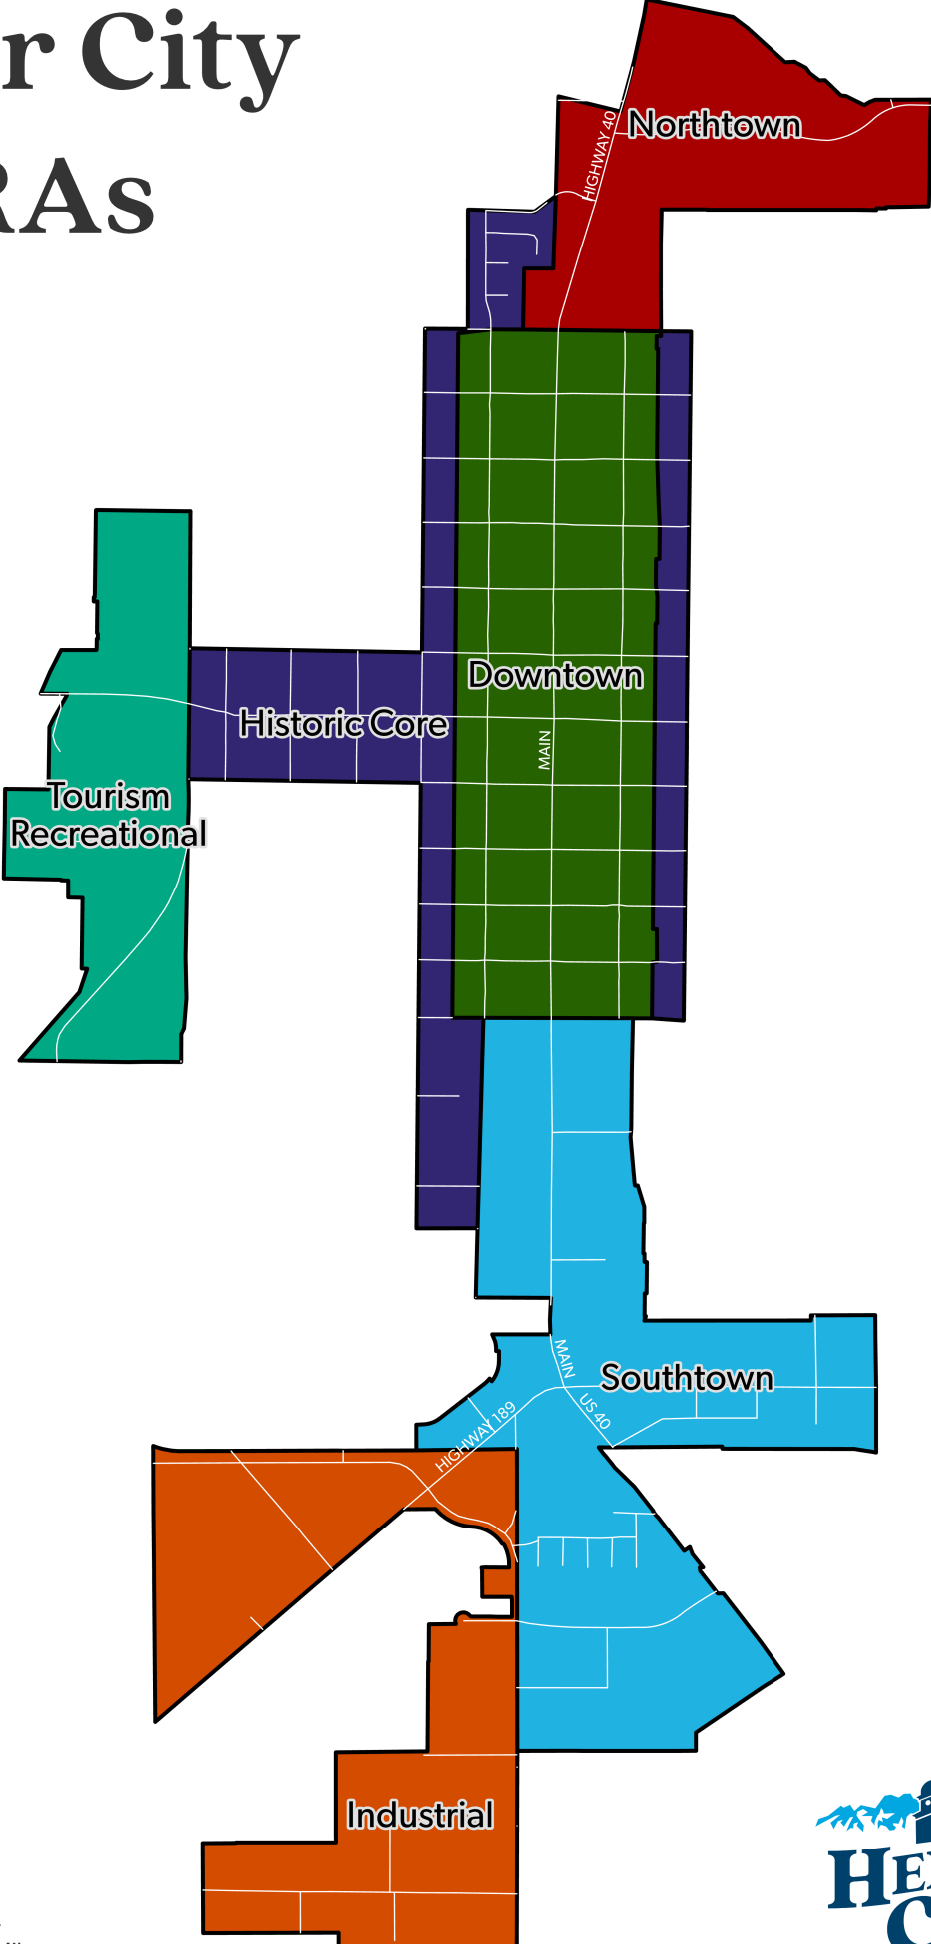 r City
RAs
Northtown
HIGHWAY 40
Downtown
Historic Core
MAIN
Tourism
Recreational
MAIN
Southtown
US 40
HIGHWAY 189
Industrial
HE
C